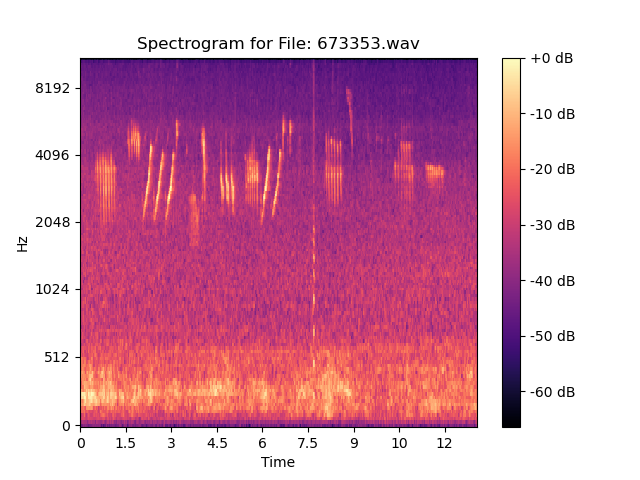 Spectrogram for File: 673353.wav
8192
4096
2048
1024
512
0
Hz
0 1.5 3 4.5 6 7.5 9 10 12
Time
+0 dB
-10 dB
-20 dB
-30 dB
-40 dB
-50 dB
-60 dB